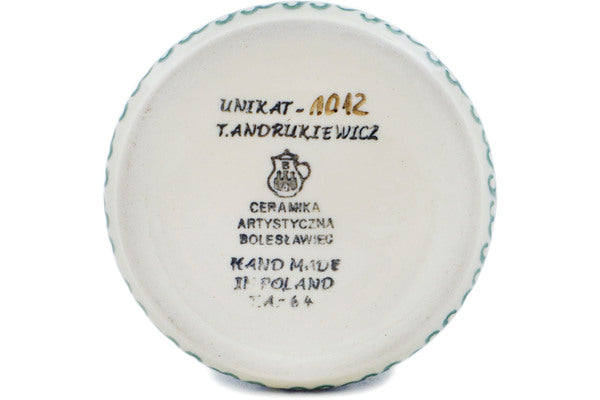 UNIKAT - 1012
T.ANDRUKIEWICZ
B
CERAMIKA
ARTYSTYCZNA
BOLESŁAWIEC
HAND MADE
IN POLAND
T.A.-64